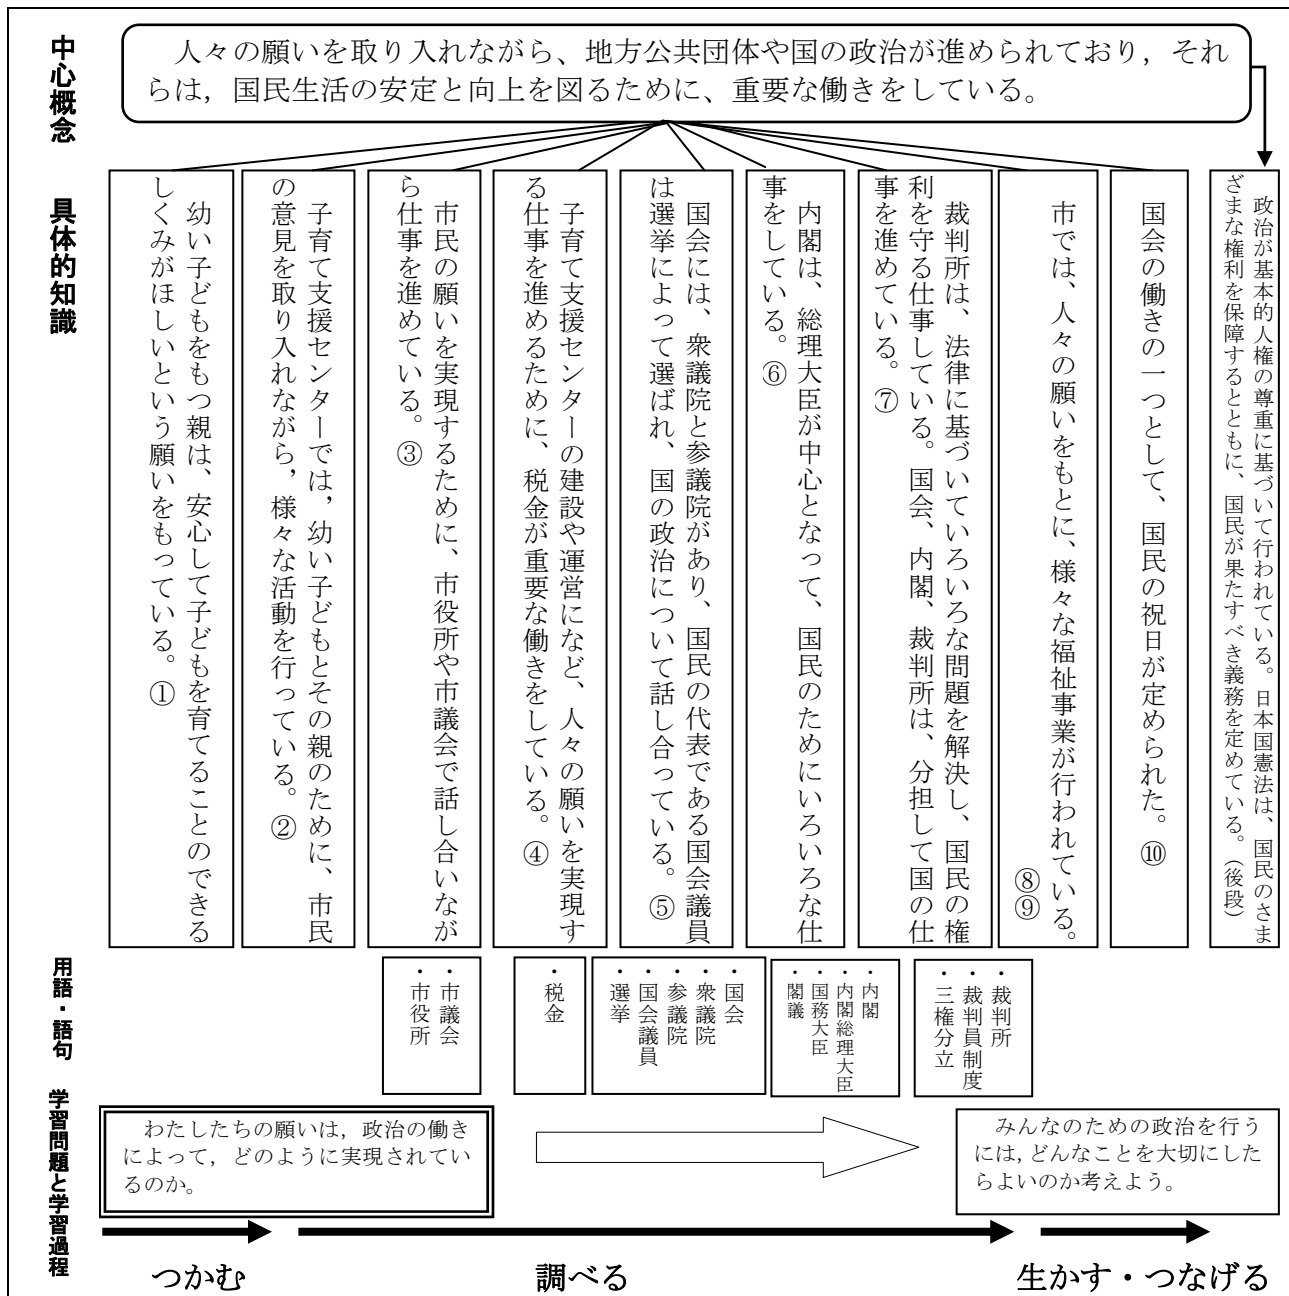 中心概念
人々の願いを取り入れながら、地方公共団体や国の政治が進められており，それ
らは，国民生活の安定と向上を図るために、重要な働きをしている。
具体的知識
幼い子どもをもつ親は、安心して子どもを育てることのできる
しくみがほしいという願いをもっている。①
子育て支援センターでは，幼い子どもとその親のために、市民
の意見を取り入れながら，様々な活動を行っている。②
市民の願いを実現するために、市役所や市議会で話し合いなが
ら仕事を進めている。③
子育て支援センターの建設や運営になど、人々の願いを実現す
る仕事を進めるために、税金が重要な働きをしている。④
国会には、衆議院と参議院があり、国民の代表である国会議員
は選挙によって選ばれ、国の政治について話し合っている。⑤
内閣は、総理大臣が中心となって、国民のためにいろいろな仕
事をしている。⑥
裁判所は、法律に基づいていろいろな問題を解決し、国民の権
利を守る仕事している。国会、内閣、裁判所は、分担して国の仕
事を進めている。⑦
市では、人々の願いをもとに、様々な福祉事業が行われている。
⑧⑨
国会の働きの一つとして、国民の祝日が定められた。⑩
政治が基本的人権の尊重に基づいて行われている。日本国憲法は、国民のさま
ざまな権利を保障するとともに、国民が果たすべき義務を定めている。（後段）
用語・語句
・市議会
・市役所
・税金
・国会
・衆議院
・参議院
・国会議員
・選挙
・内閣
・内閣総理大臣
・国務大臣
・閣議
・裁判所
・裁判員制度
・三権分立
学習問題と学習過程
わたしたちの願いは，政治の働き
によって，どのように実現されてい
るのか。
みんなのための政治を行う
には,どんなことを大切にした
らよいのか考えよう。
つかむ
調べる
生かす・つなげる